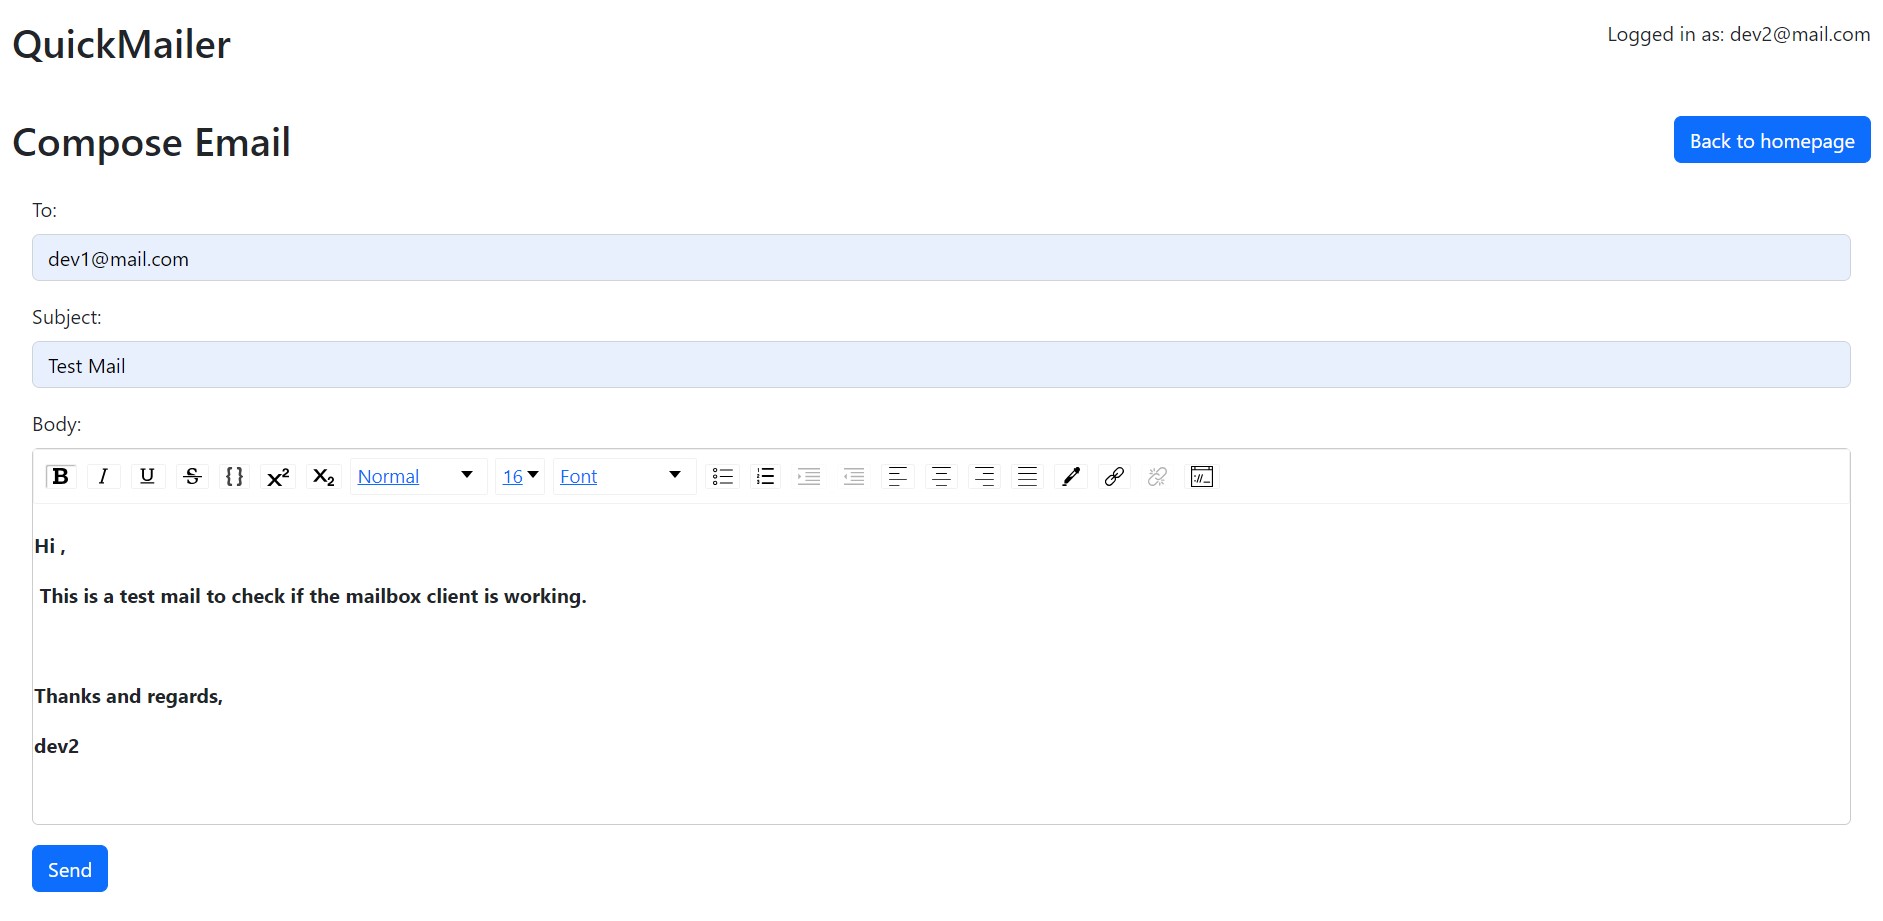 QuickMailer
Logged in as: dev2@mail.com
Compose Email
Back to homepage
To:
dev1@mail.com
Subject:
Test Mail
Body:
B I U S {} X² X₂ Normal 16 Font
Hi ,
This is a test mail to check if the mailbox client is working.
Thanks and regards,
dev2
Send